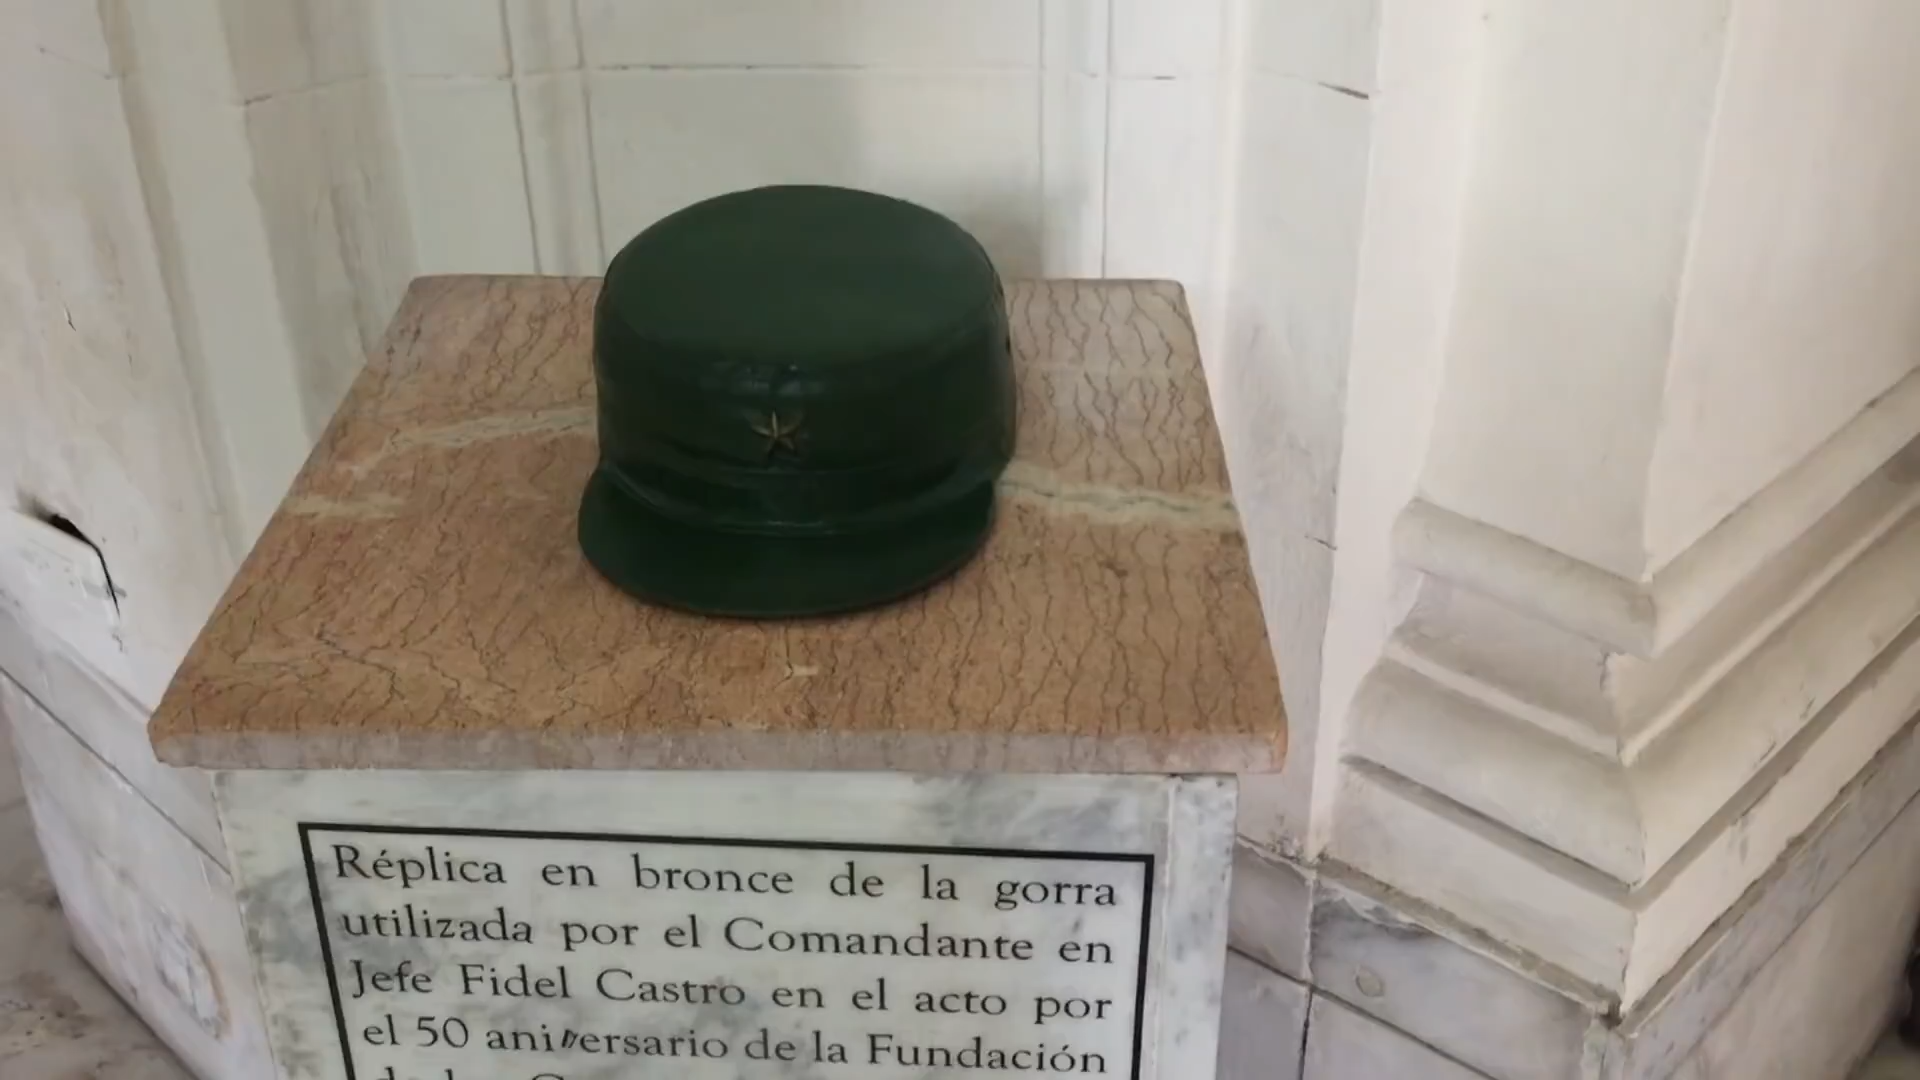 Réplica en bronce de la gorra
utilizada por el Comandante en
Jefe Fidel Castro en el acto por
el 50 aniversario de la Fundación